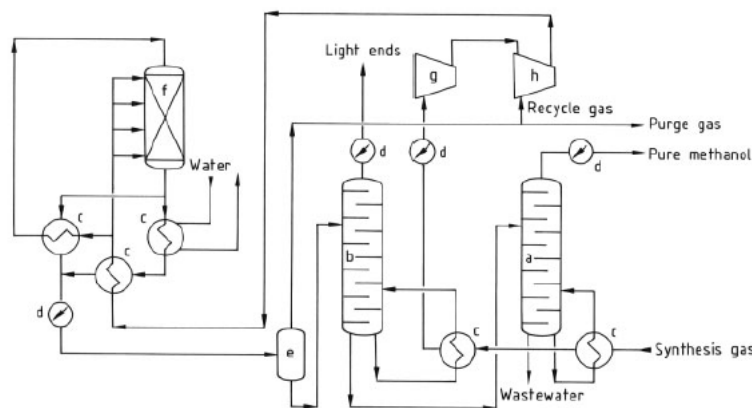 Light ends
g
h
f
Recycle gas
Purge gas
d
d
Pure methanol
d
Water
c
c
c
b
a
d
e
c
c
Synthesis gas
Wastewater